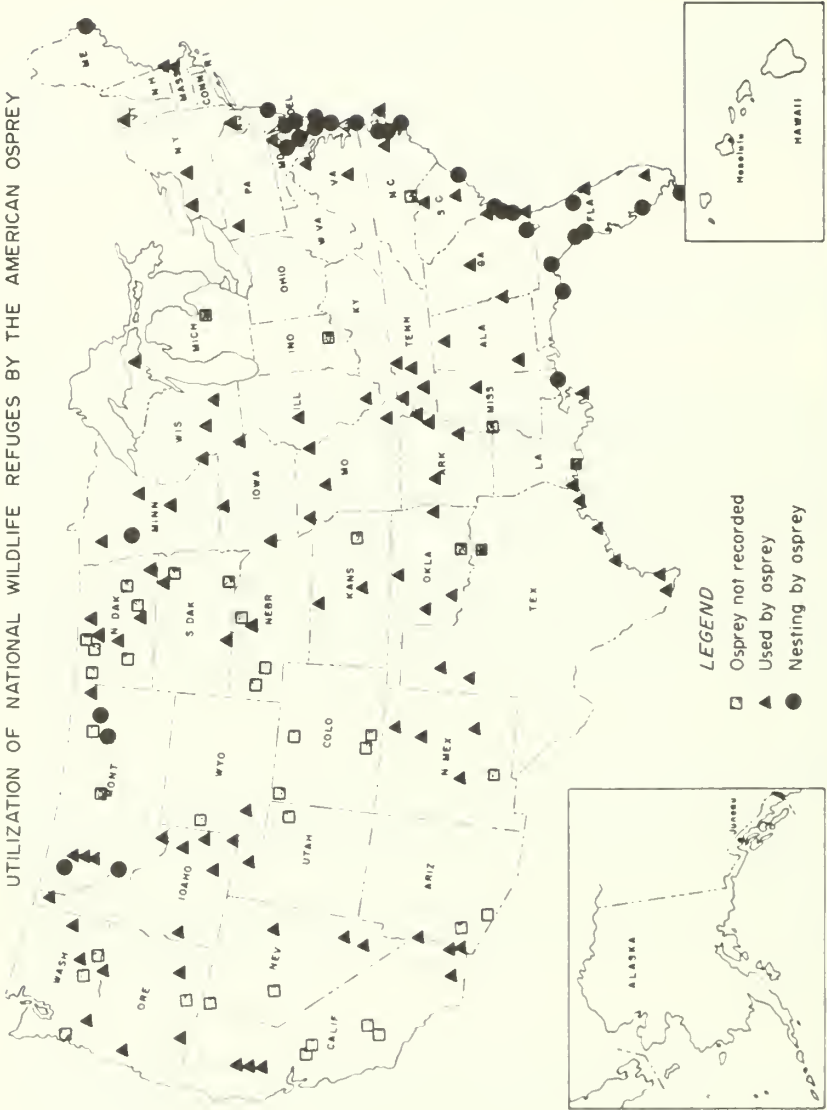 UTILIZATION OF NATIONAL WILDLIFE REFUGES BY THE AMERICAN OSPREY
WASH
ORE
CALIF
NEV
IDAHO
MONT
WYO
UTAH
ARIZ
COLO
N MEX
N DAK
S DAK
NEBR
KANS
OKLA
TEX
MINN
IOWA
MO
ARK
LA
WIS
ILL
MICH
IND
OHIO
KY
TENN
MISS
ALA
GA
FLA
S C
N C
VA
W VA
PA
N Y
MD
DEL
N J
CONN
R I
MASS
N H
ME
LEGEND
Osprey not recorded
Used by osprey
Nesting by osprey
ALASKA
Juneau
Honolulu
HAWAII